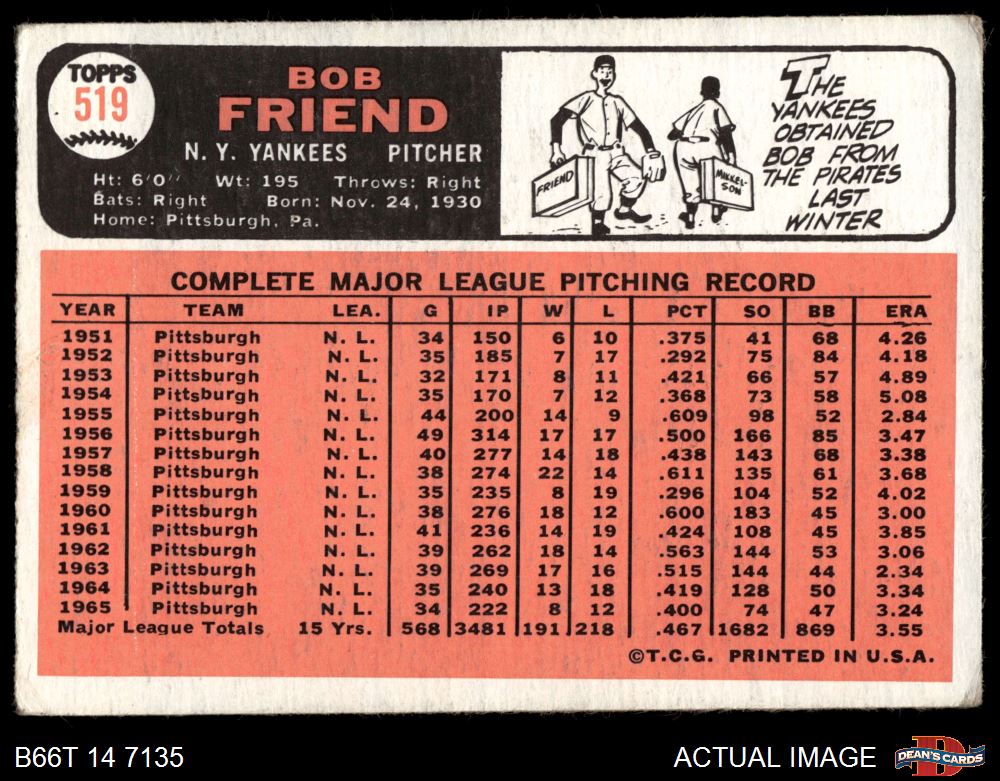 TOPPS
519
BOB
FRIEND
N. Y. YANKEES PITCHER
Ht: 6'0" Wt: 195 Throws: Right
Bats: Right Born: Nov. 24, 1930
Home: Pittsburgh, Pa.
FRIEND
MIKKEL-
SON
THE
YANKEES
OBTAINED
BOB FROM
THE PIRATES
LAST
WINTER
COMPLETE MAJOR LEAGUE PITCHING RECORD
YEAR TEAM LEA. G IP W L PCT SO BB ERA
1951 Pittsburgh N. L. 34 150 6 10 .375 41 68 4.26
1952 Pittsburgh N. L. 35 185 7 17 .292 75 84 4.18
1953 Pittsburgh N. L. 32 171 8 11 .421 66 57 4.89
1954 Pittsburgh N. L. 35 170 7 12 .368 73 58 5.08
1955 Pittsburgh N. L. 44 200 14 9 .609 98 52 2.84
1956 Pittsburgh N. L. 49 314 17 17 .500 166 85 3.47
1957 Pittsburgh N. L. 40 277 14 18 .438 143 68 3.38
1958 Pittsburgh N. L. 38 274 22 14 .611 135 61 3.68
1959 Pittsburgh N. L. 35 235 8 19 .296 104 52 4.02
1960 Pittsburgh N. L. 38 276 18 12 .600 183 45 3.00
1961 Pittsburgh N. L. 41 236 14 19 .424 108 45 3.85
1962 Pittsburgh N. L. 39 262 18 14 .563 144 53 3.06
1963 Pittsburgh N. L. 39 269 17 16 .515 144 44 2.34
1964 Pittsburgh N. L. 35 240 13 18 .419 128 50 3.34
1965 Pittsburgh N. L. 34 222 8 12 .400 74 47 3.24
Major League Totals 15 Yrs. 568 3481 191 218 .467 1682 869 3.55
©T.C.G. PRINTED IN U.S.A.
B66T 14 7135
ACTUAL IMAGE
DEAN'S CARDS